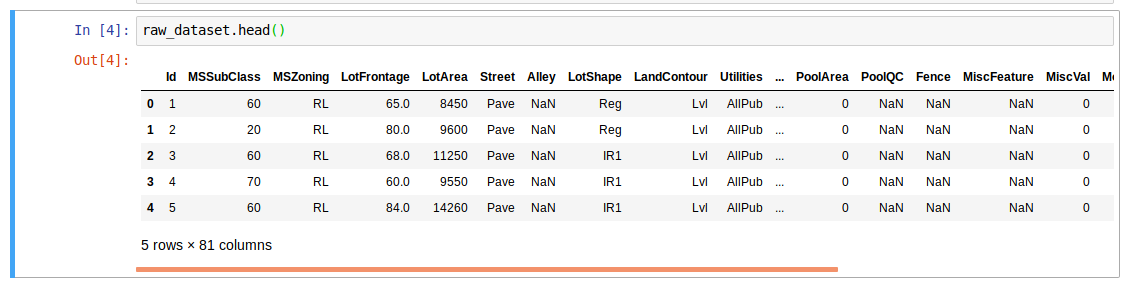 In [4]: raw_dataset.head()
Out[4]:
Id MSSubClass MSZoning LotFrontage LotArea Street Alley LotShape LandContour Utilities ... PoolArea PoolQC Fence MiscFeature MiscVal
0 1 60 RL 65.0 8450 Pave NaN Reg Lvl AllPub ... 0 NaN NaN NaN 0
1 2 20 RL 80.0 9600 Pave NaN Reg Lvl AllPub ... 0 NaN NaN NaN 0
2 3 60 RL 68.0 11250 Pave NaN IR1 Lvl AllPub ... 0 NaN NaN NaN 0
3 4 70 RL 60.0 9550 Pave NaN IR1 Lvl AllPub ... 0 NaN NaN NaN 0
4 5 60 RL 84.0 14260 Pave NaN IR1 Lvl AllPub ... 0 NaN NaN NaN 0
5 rows × 81 columns